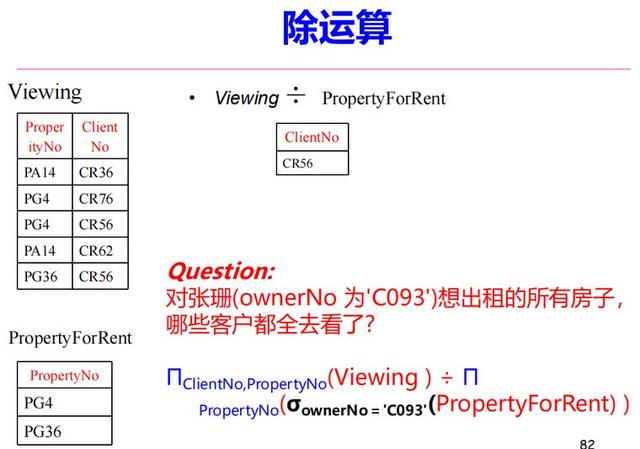 除运算
Viewing
Proper
ityNo
Client
No
PA14 CR36
PG4 CR76
PG4 CR56
PA14 CR62
PG36 CR56
PropertyForRent
PropertyNo
PG4
PG36
• Viewing ÷ PropertyForRent
ClientNo
CR56
Question:
对张珊(ownerNo 为'C093')想出租的所有房子，
哪些客户都全去看了?
ΠClientNo,PropertyNo(Viewing ) ÷ Π
PropertyNo(σownerNo = 'C093'(PropertyForRent) )
82